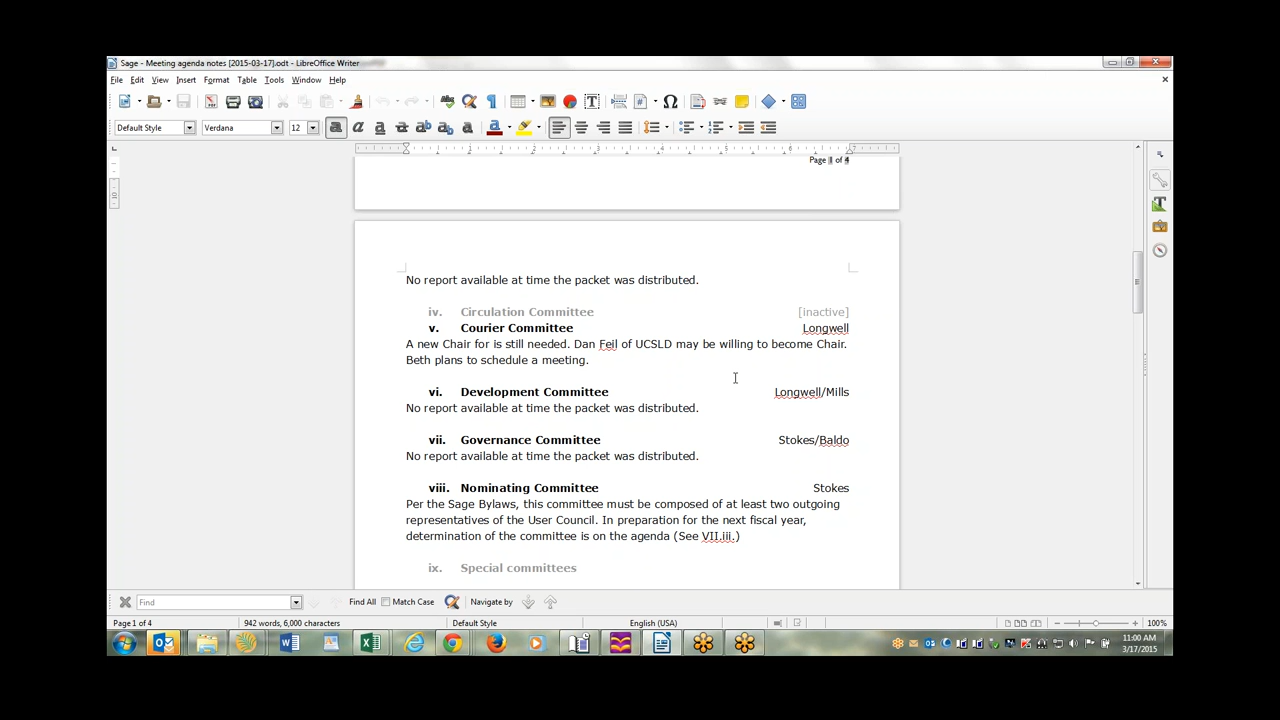 Sage - Meeting agenda notes [2015-03-17].odt - LibreOffice Writer
File Edit View Insert Format Table Tools Window Help
Default Style Verdana 12
Page 1 of 4
No report available at time the packet was distributed.
iv. Circulation Committee [inactive]
v. Courier Committee Longwell
A new Chair for is still needed. Dan Feil of UCSLD may be willing to become Chair.
Beth plans to schedule a meeting.
vi. Development Committee Longwell/Mills
No report available at time the packet was distributed.
vii. Governance Committee Stokes/Baldo
No report available at time the packet was distributed.
viii. Nominating Committee Stokes
Per the Sage Bylaws, this committee must be composed of at least two outgoing
representatives of the User Council. In preparation for the next fiscal year,
determination of the committee is on the agenda (See VII.iii.)
ix. Special committees
Find Find All Match Case Navigate by
Page 1 of 4 942 words, 6,000 characters Default Style English (USA) 100%
11:00 AM
3/17/2015